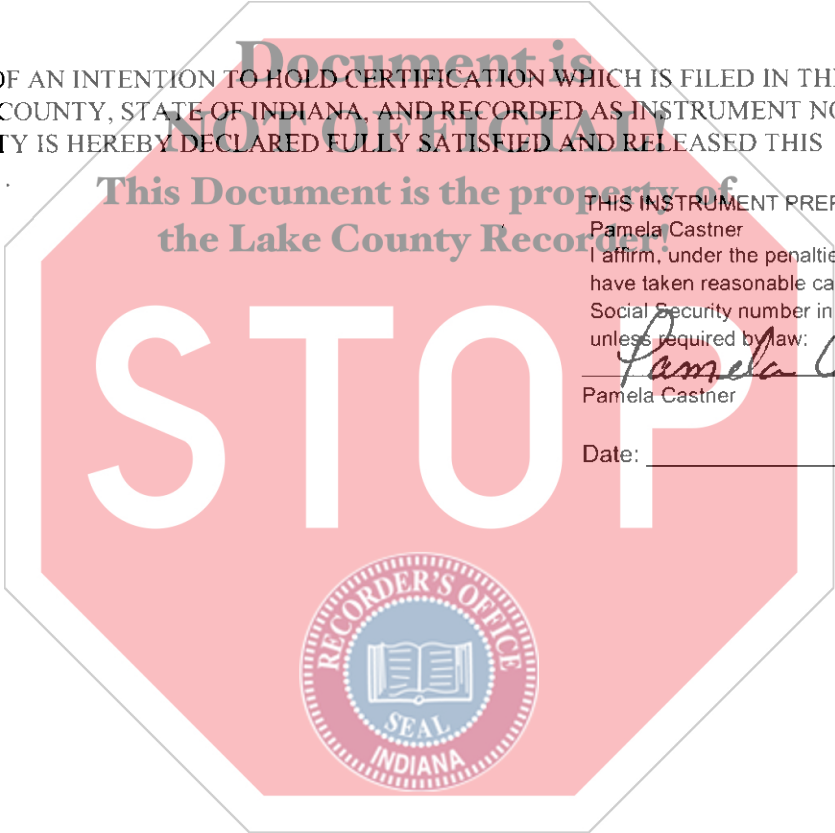 Document is
OF AN INTENTION TO HOLD CERTIFICATION WHICH IS FILED IN TH
COUNTY, STATE OF INDIANA, AND RECORDED AS INSTRUMENT NO
NOT OFFICIAL
TY IS HEREBY DECLARED FULLY SATISFIED AND RELEASED THIS
This Document is the property of
the Lake County Recorder!
THIS INSTRUMENT PREP
Pamela Castner
I affirm, under the penaltie
have taken reasonable ca
Social Security number in
unless required by law:
Pamela C
Pamela Castner
Date:
STOP
RECORDER'S OFFICE
SEAL
INDIANA